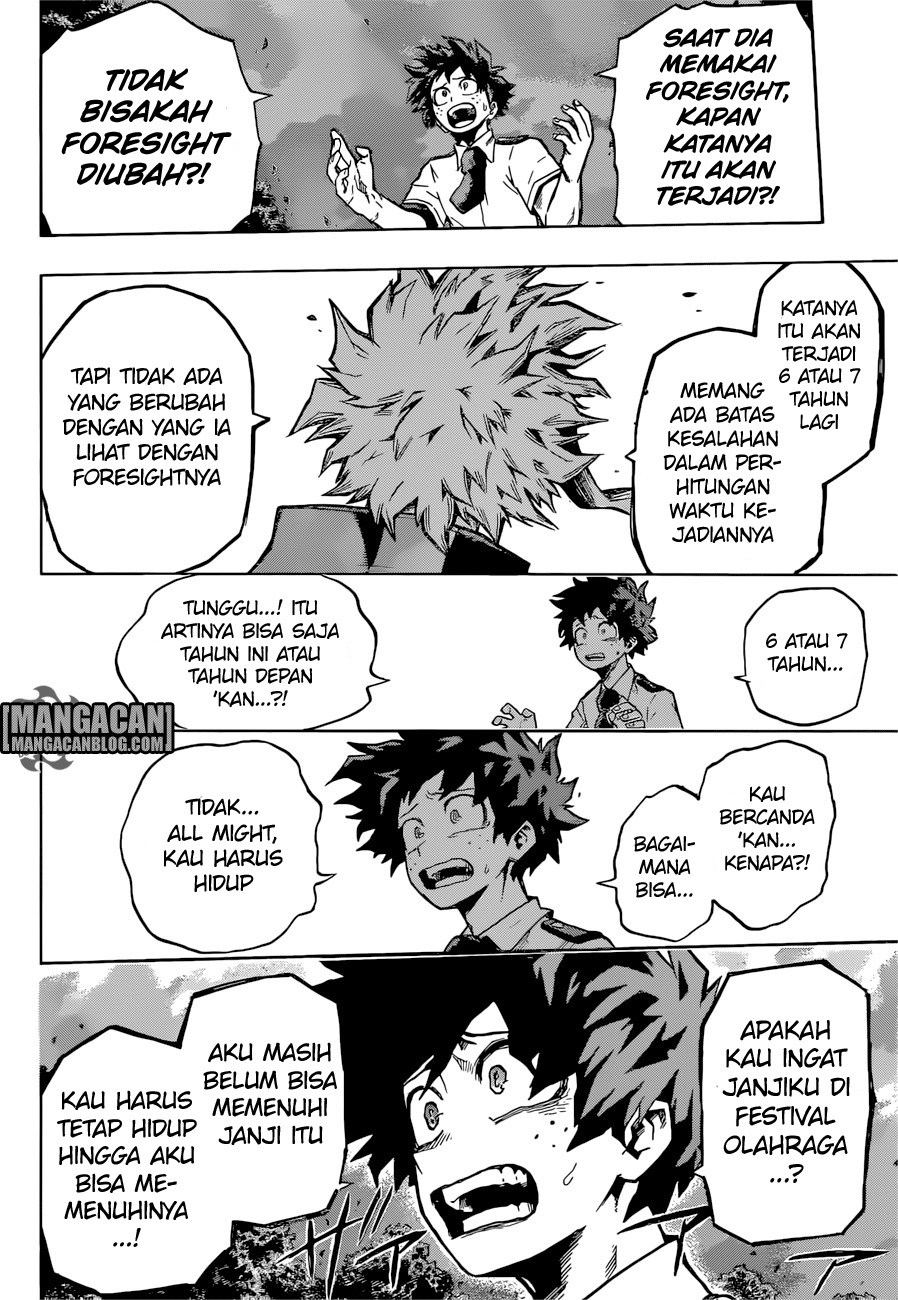 SAAT DIA
MEMAKAI
FORESIGHT,
KAPAN
KATANYA
ITU AKAN
TERJADI?!
TIDAK
BISAKAH
FORESIGHT
DIUBAH?!
KATANYA
ITU AKAN
TERJADI
6 ATAU 7
TAHUN
LAGI
MEMANG
ADA BATAS
KESALAHAN
DALAM PER-
HITUNGAN
WAKTU KE-
JADIANNYA
TAPI TIDAK ADA
YANG BERUBAH
DENGAN YANG IA
LIHAT DENGAN
FORESIGHTNYA
6 ATAU 7
TAHUN...
TUNGGU...! ITU
ARTINYA BISA SAJA
TAHUN INI ATAU
TAHUN DEPAN
'KAN...?!
MANGACAN
MANGACANBLOG.COM
KAU
BERCANDA
'KAN...
KENAPA?!
BAGAI-
MANA
BISA...
TIDAK...
ALL MIGHT,
KAU HARUS
HIDUP
APAKAH
KAU INGAT
JANJIKU DI
FESTIVAL
OLAHRAGA
...?
AKU MASIH
BELUM BISA
MEMENUHI
JANJI ITU
KAU HARUS
TETAP HIDUP
HINGGA AKU
BISA ME-
MENUHINYA
...!